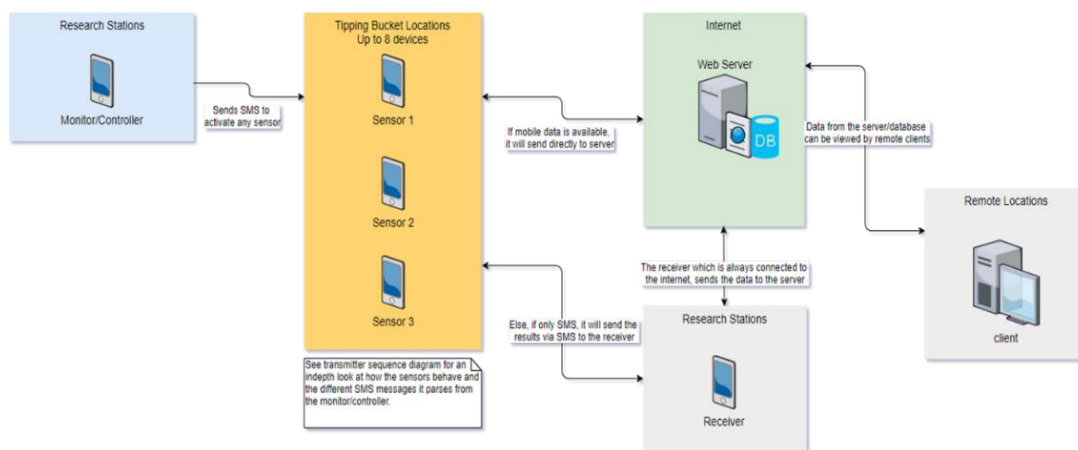 Research Stations
Monitor/Controller
Sends SMS to
activate any sensor
Tipping Bucket Locations
Up to 8 devices
Sensor 1
Sensor 2
Sensor 3
See transmitter sequence diagram for an
indepth look at how the sensors behave and
the different SMS messages it parses from
the monitor/controller.
If mobile data is available,
it will send directly to server
Else, if only SMS, it will send the
results via SMS to the receiver
Internet
Web Server
DB
The receiver which is always connected to
the internet, sends the data to the server
Research Stations
Receiver
Data from the server/database
can be viewed by remote clients
Remote Locations
client